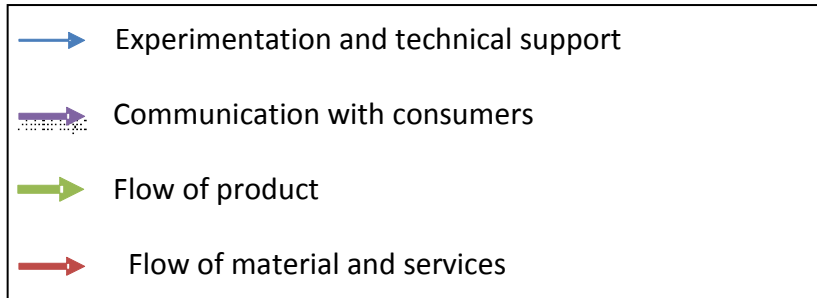 Experimentation and technical support
Communication with consumers
Flow of product
Flow of material and services